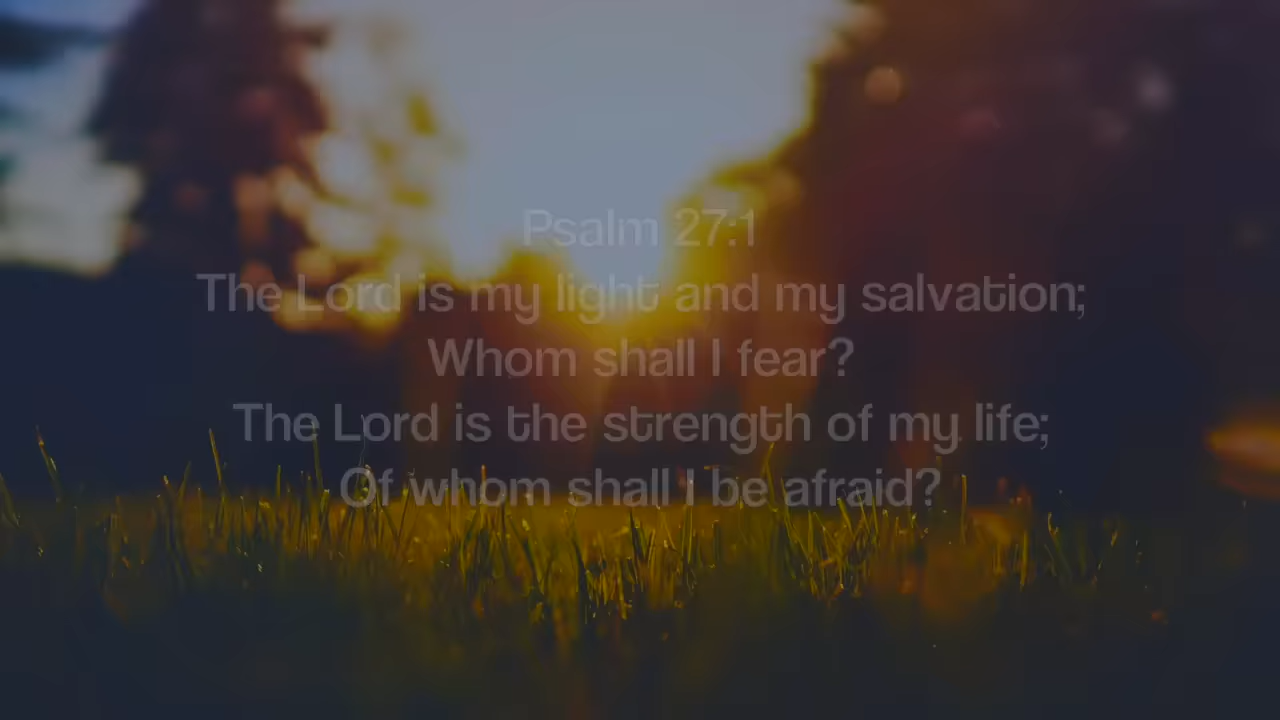 Psalm 27:1
The Lord is my light and my salvation;
Whom shall I fear?
The Lord is the strength of my life;
Of whom shall I be afraid?